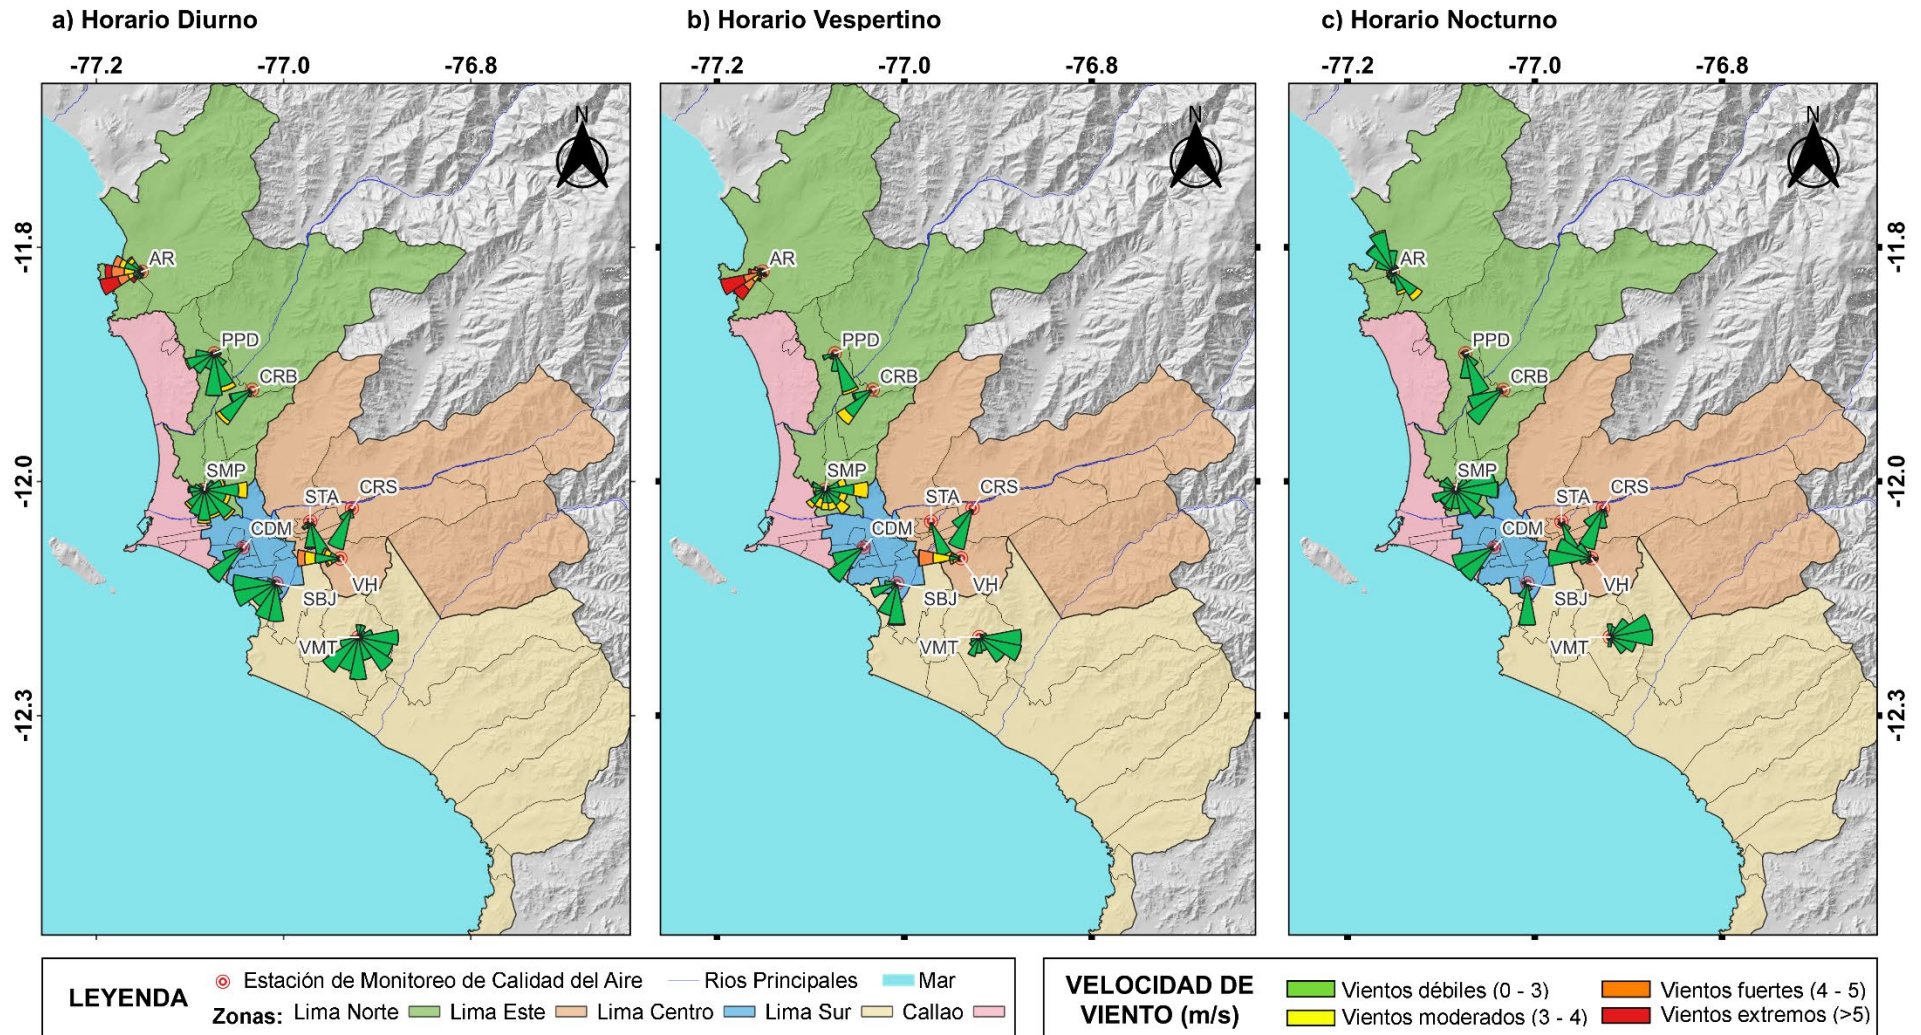 a) Horario Diurno
b) Horario Vespertino
c) Horario Nocturno
-77.2 -77.0 -76.8
-77.2 -77.0 -76.8
-77.2 -77.0 -76.8
-11.8
-12.0
-12.3
N
AR
PPD
CRB
SMP
STA
CRS
CDM
SBJ
VH
VMT
N
AR
PPD
CRB
SMP
STA
CRS
CDM
SBJ
VH
VMT
N
AR
PPD
CRB
SMP
STA
CRS
CDM
SBJ
VH
VMT
-11.8
-12.0
-12.3
LEYENDA
Estación de Monitoreo de Calidad del Aire Rios Principales Mar
Zonas: Lima Norte Lima Este Lima Centro Lima Sur Callao
VELOCIDAD DE
VIENTO (m/s)
Vientos débiles (0 - 3) Vientos fuertes (4 - 5)
Vientos moderados (3 - 4) Vientos extremos (>5)